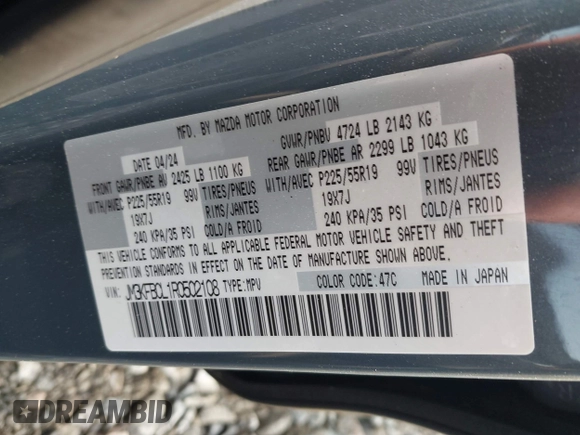 MFD. BY MAZDA MOTOR CORPORATION
DATE 04/24 GVWR/PNBV 4724 LB 2143 KG
FRONT GAWR/PNBE AV 2425 LB 1100 KG REAR GAWR/PNBE AR 2299 LB 1043 KG
WITH/AVEC P225/55R19 99V TIRES/PNEUS WITH/AVEC P225/55R19 99V TIRES/PNEUS
19X7J RIMS/JANTES 19X7J RIMS/JANTES
240 KPA/35 PSI COLD/A FROID 240 KPA/35 PSI COLD/A FROID
THIS VEHICLE CONFORMS TO ALL APPLICABLE FEDERAL MOTOR VEHICLE SAFETY AND THEFT
PREVENTION STANDARDS IN EFFECT ON THE DATE OF MANUFACTURE SHOWN ABOVE.
VIN: JM3KFBCL1R0502108 TYPE:MPV COLOR CODE:47C MADE IN JAPAN
DREAMBID